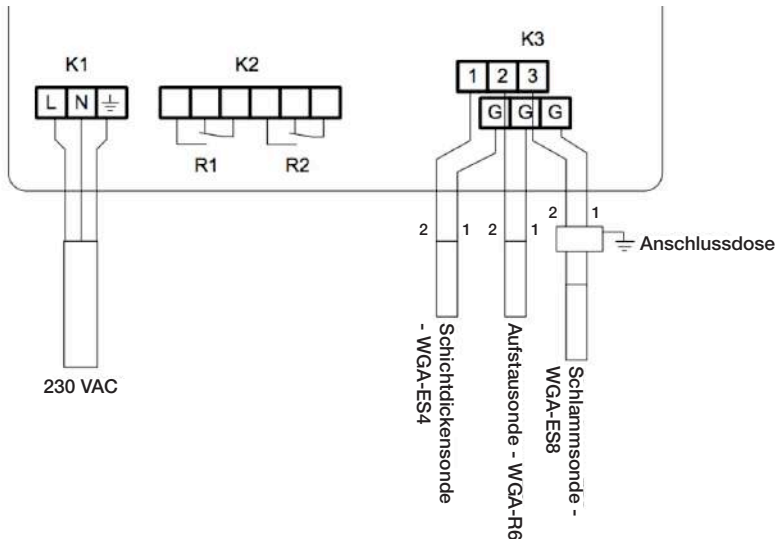 K1
K2
K3
L N
1 2 3
G G G
R1
R2
2 1
2 1
2 1
Anschlussdose
230 VAC
Schichtdickensonde
- WGA-ES4
Aufstausonde - WGA-R6
Schlammsonde -
WGA-ES8